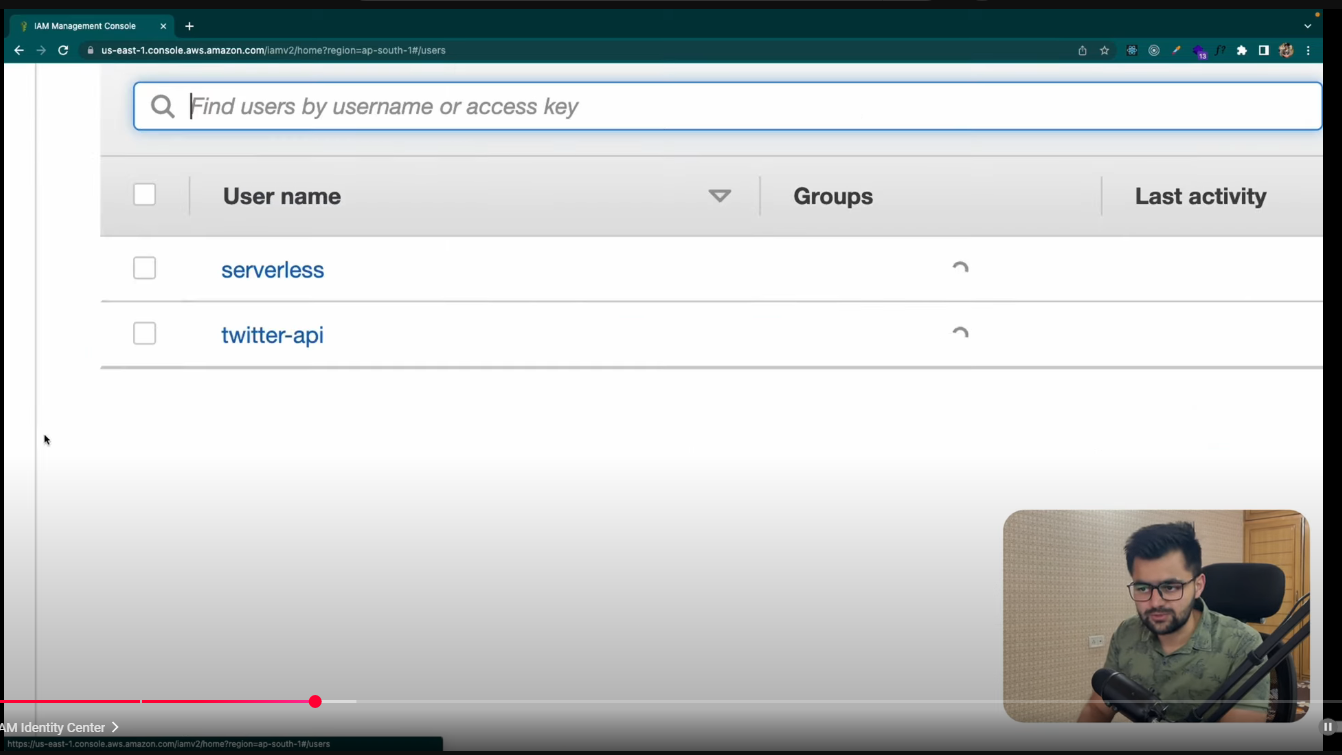 IAM Management Console
us-east-1.console.aws.amazon.com/iamv2/home?region=ap-south-1#/users
13
f?
Find users by username or access key
User name
Groups
Last activity
serverless
twitter-api
AM Identity Center
https://us-east-1.console.aws.amazon.com/iamv2/home?region=ap-south-1#/users